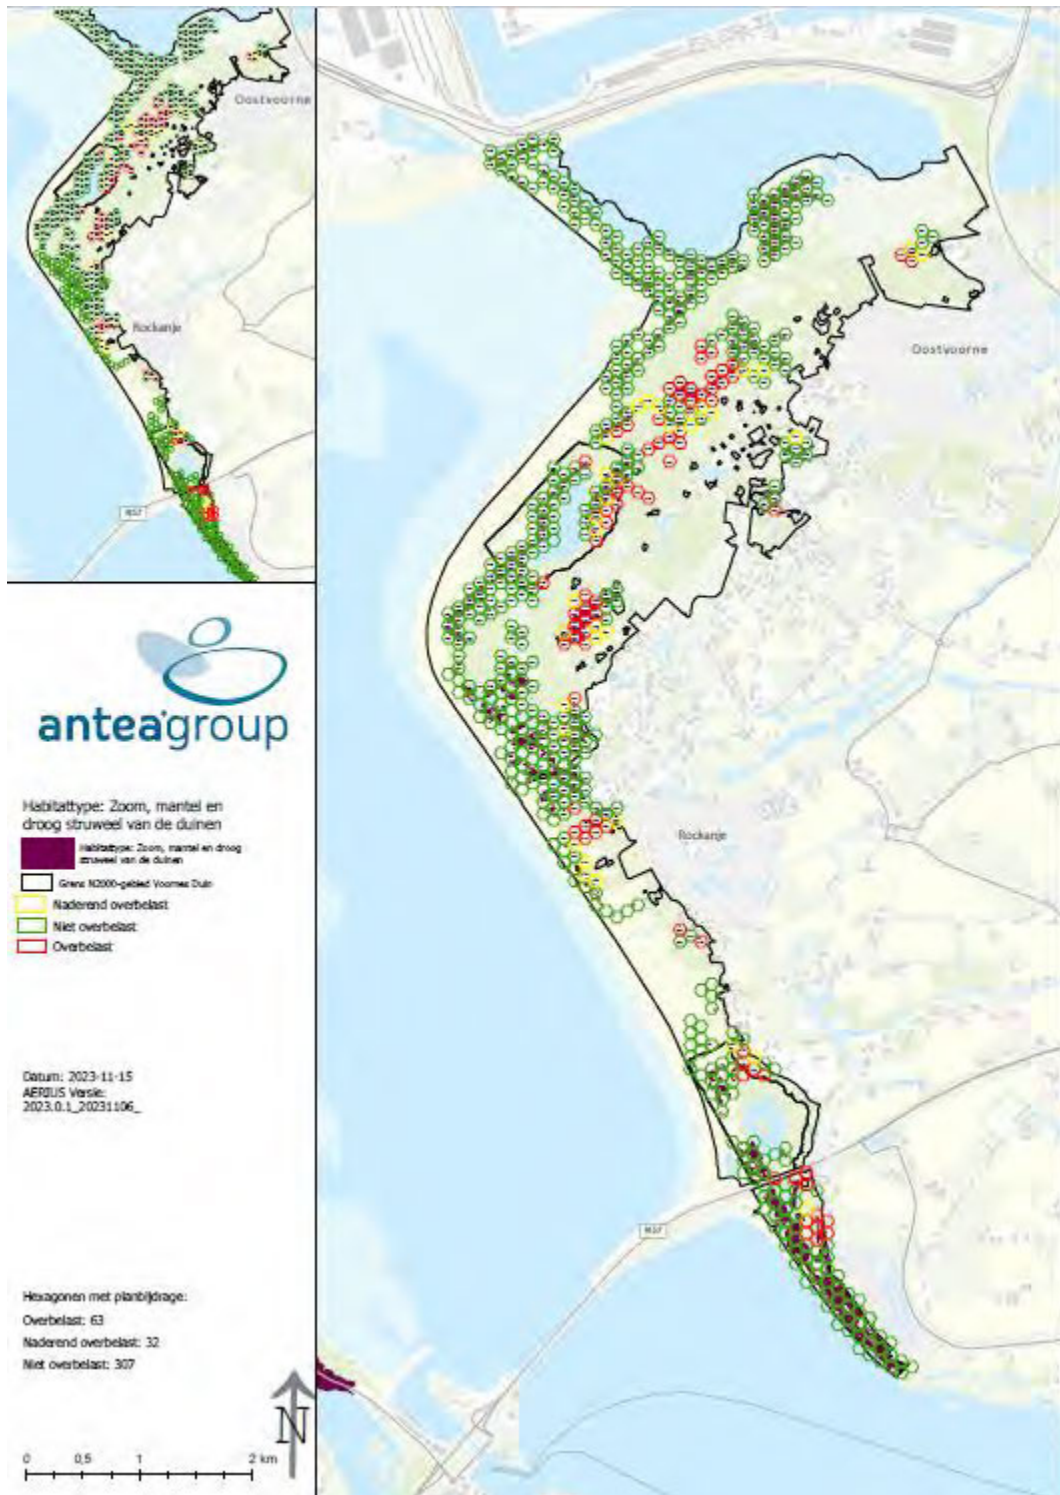 Oostvoorne
Rockanje
N57
Oostvoorne
Rockanje
N57
anteagroup
Habitattype: Zoom, mantel en
droog struweel van de duinen
Habitattype: Zoom, mantel en droog
struweel van de duinen
Grens N2000-gebied Voornes Duin
Naderend overbelast
Niet overbelast
Overbelast
Datum: 2023-11-15
AERIUS Versie:
2023.0.1_20231106_
Hexagonen met planbijdrage:
Overbelast: 63
Naderend overbelast: 32
Niet overbelast: 307
N
0 0,5 1 2 km